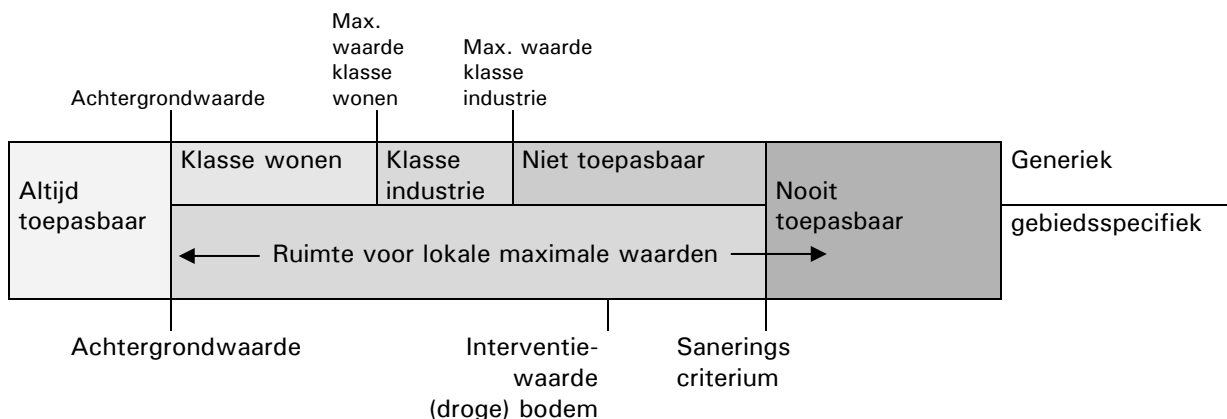 Max.
waarde
klasse
wonen
Max. waarde
klasse
industrie
Achtergrondwaarde
Altijd
toepasbaar
Klasse wonen
Klasse
industrie
Niet toepasbaar
Nooit
toepasbaar
Generiek
gebiedsspecifiek
Ruimte voor lokale maximale waarden
Achtergrondwaarde
Interventie-
waarde
(droge) bodem
Sanerings
criterium